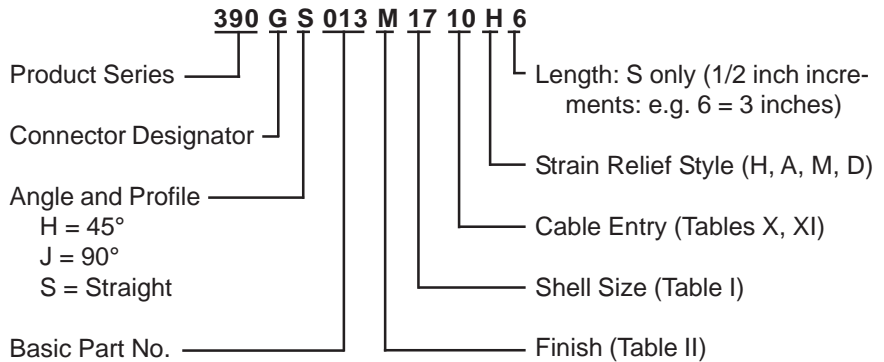 390 G S 013 M 17 10 H 6
Product Series
Connector Designator
Angle and Profile
H = 45°
J = 90°
S = Straight
Basic Part No.
Length: S only (1/2 inch incre-
ments: e.g. 6 = 3 inches)
Strain Relief Style (H, A, M, D)
Cable Entry (Tables X, XI)
Shell Size (Table I)
Finish (Table II)